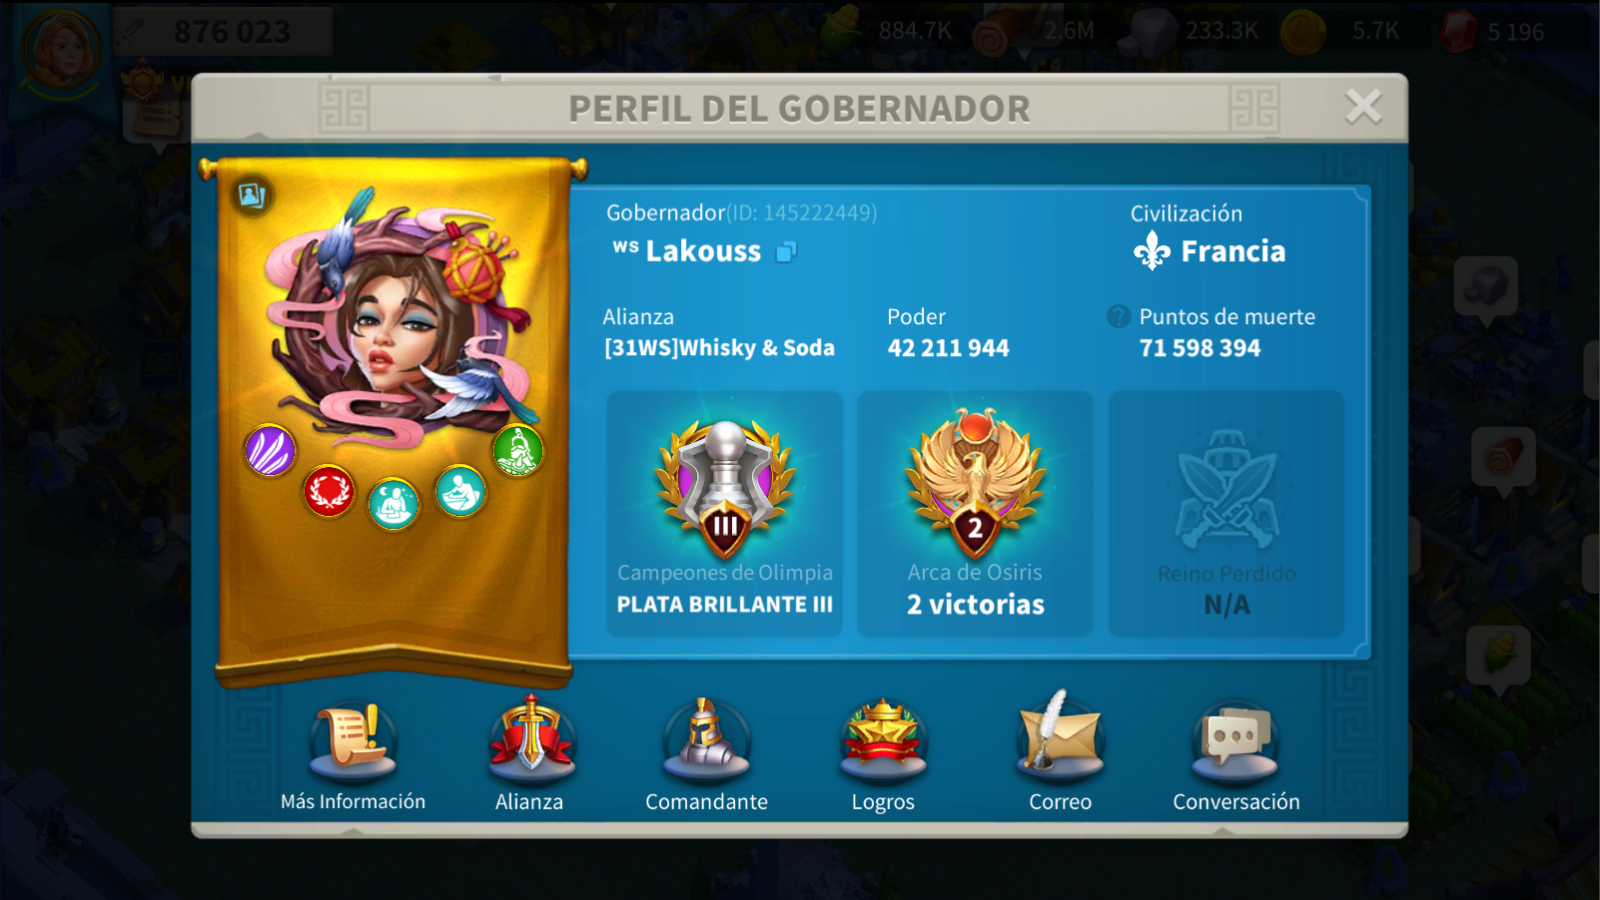 876 023
884.7K
2.6M
233.3K
5.7K
5 196
PERFIL DEL GOBERNADOR
Gobernador(ID: 145222449)
Civilización
ᵂˢ Lakouss
Francia
Alianza
Poder
? Puntos de muerte
[31WS]Whisky & Soda
42 211 944
71 598 394
III
2
Campeones de Olimpia
Arca de Osiris
Reino Perdido
PLATA BRILLANTE III
2 victorias
N/A
Más Información
Alianza
Comandante
Logros
Correo
Conversación